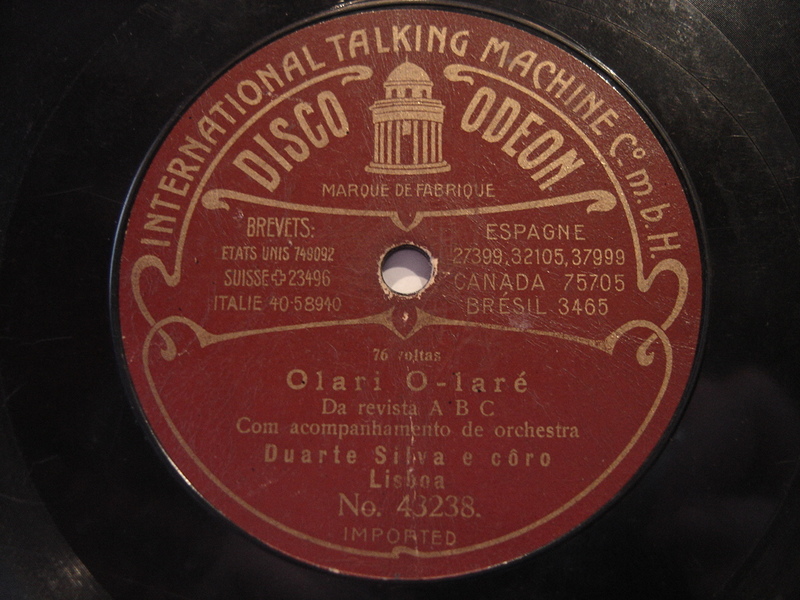 INTERNATIONAL TALKING MACHINE Cº m.b.H.
DISCO ODEON
MARQUE DE FABRIQUE
BREVETS:
ETATS UNIS 749092
SUISSE 23496
ITALIE 40·58940
ESPAGNE
27399,32105,37999
CANADA 75705
BRÉSIL 3465
76 voltas
Olari O-laré
Da revista A B C
Com acompanhamento de orchestra
Duarte Silva e côro
Lisboa
No. 43238.
IMPORTED